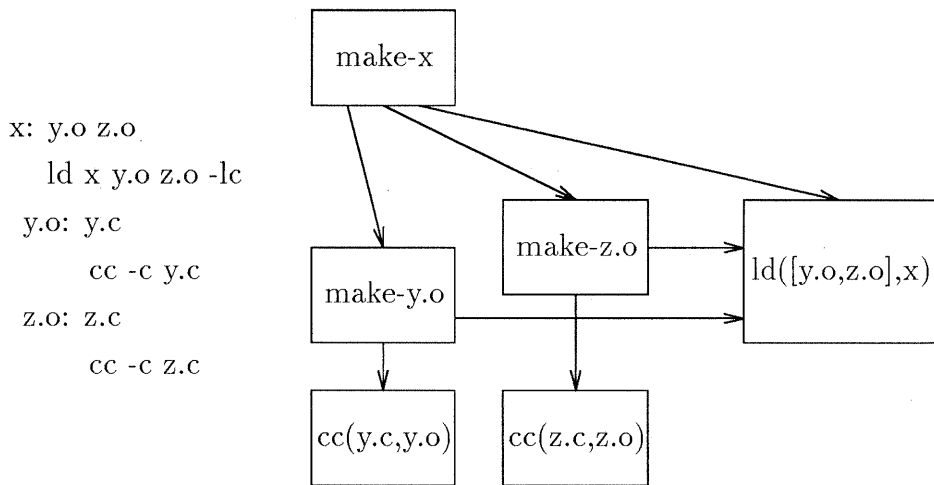 make-x
x: y.o z.o
ld x y.o z.o -lc
y.o: y.c
cc -c y.c
z.o: z.c
cc -c z.c
make-z.o
make-y.o
ld([y.o,z.o],x)
cc(y.c,y.o)
cc(z.c,z.o)